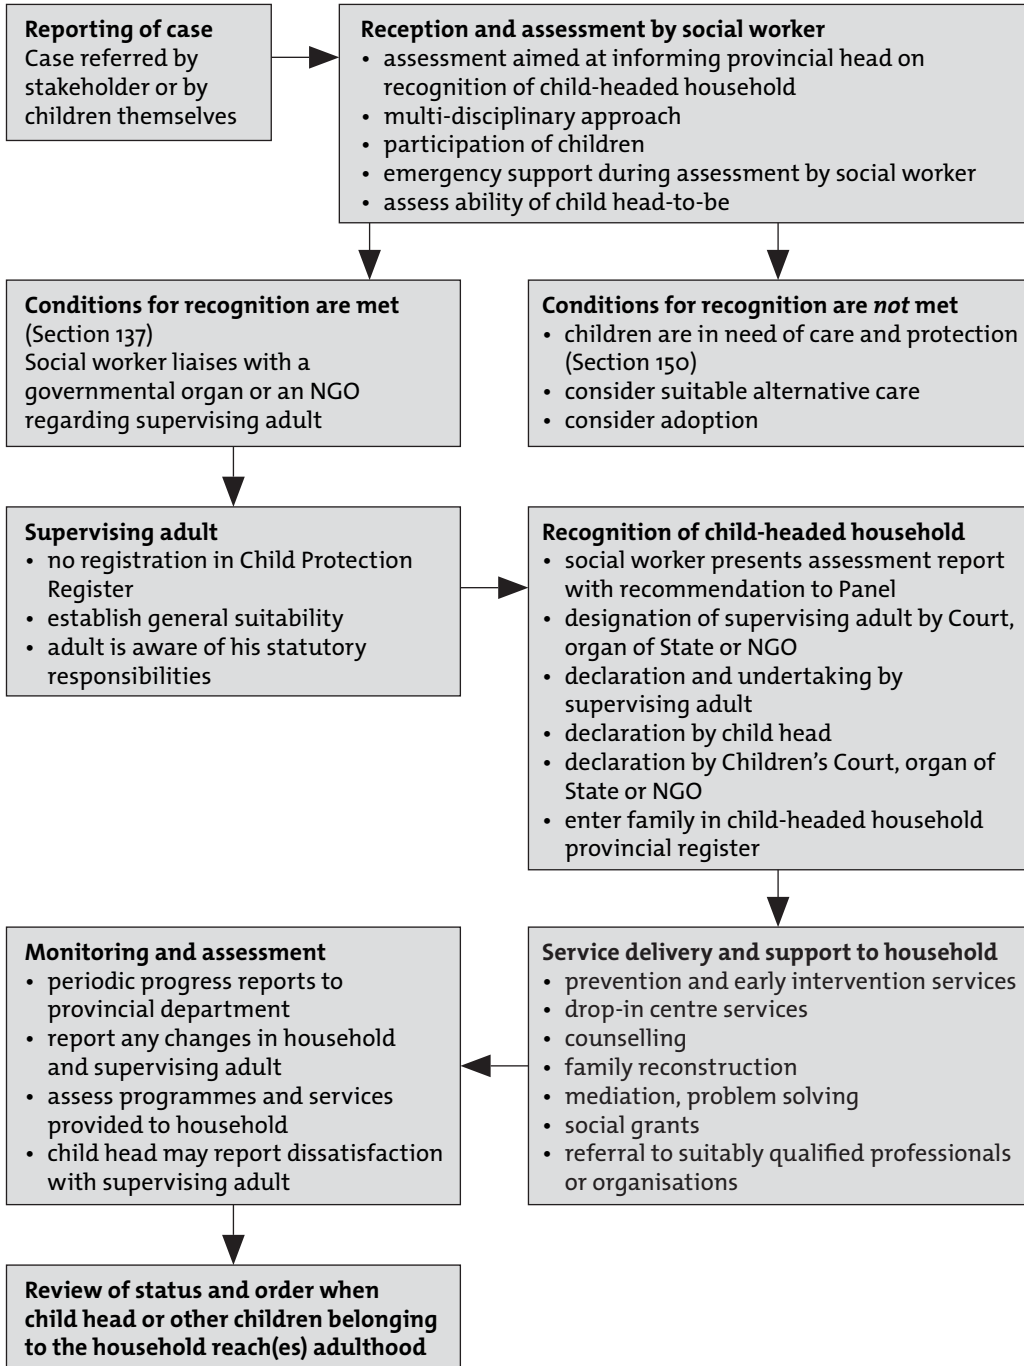 Reporting of case
Case referred by
stakeholder or by
children themselves
Reception and assessment by social worker
• assessment aimed at informing provincial head on
recognition of child-headed household
• multi-disciplinary approach
• participation of children
• emergency support during assessment by social worker
• assess ability of child head-to-be
Conditions for recognition are met
(Section 137)
Social worker liaises with a
governmental organ or an NGO
regarding supervising adult
Conditions for recognition are not met
• children are in need of care and protection
(Section 150)
• consider suitable alternative care
• consider adoption
Supervising adult
• no registration in Child Protection
Register
• establish general suitability
• adult is aware of his statutory
responsibilities
Recognition of child-headed household
• social worker presents assessment report
with recommendation to Panel
• designation of supervising adult by Court,
organ of State or NGO
• declaration and undertaking by
supervising adult
• declaration by child head
• declaration by Children's Court, organ of
State or NGO
• enter family in child-headed household
provincial register
Service delivery and support to household
• prevention and early intervention services
• drop-in centre services
• counselling
• family reconstruction
• mediation, problem solving
• social grants
• referral to suitably qualified professionals
or organisations
Monitoring and assessment
• periodic progress reports to
provincial department
• report any changes in household
and supervising adult
• assess programmes and services
provided to household
• child head may report dissatisfaction
with supervising adult
Review of status and order when
child head or other children belonging
to the household reach(es) adulthood